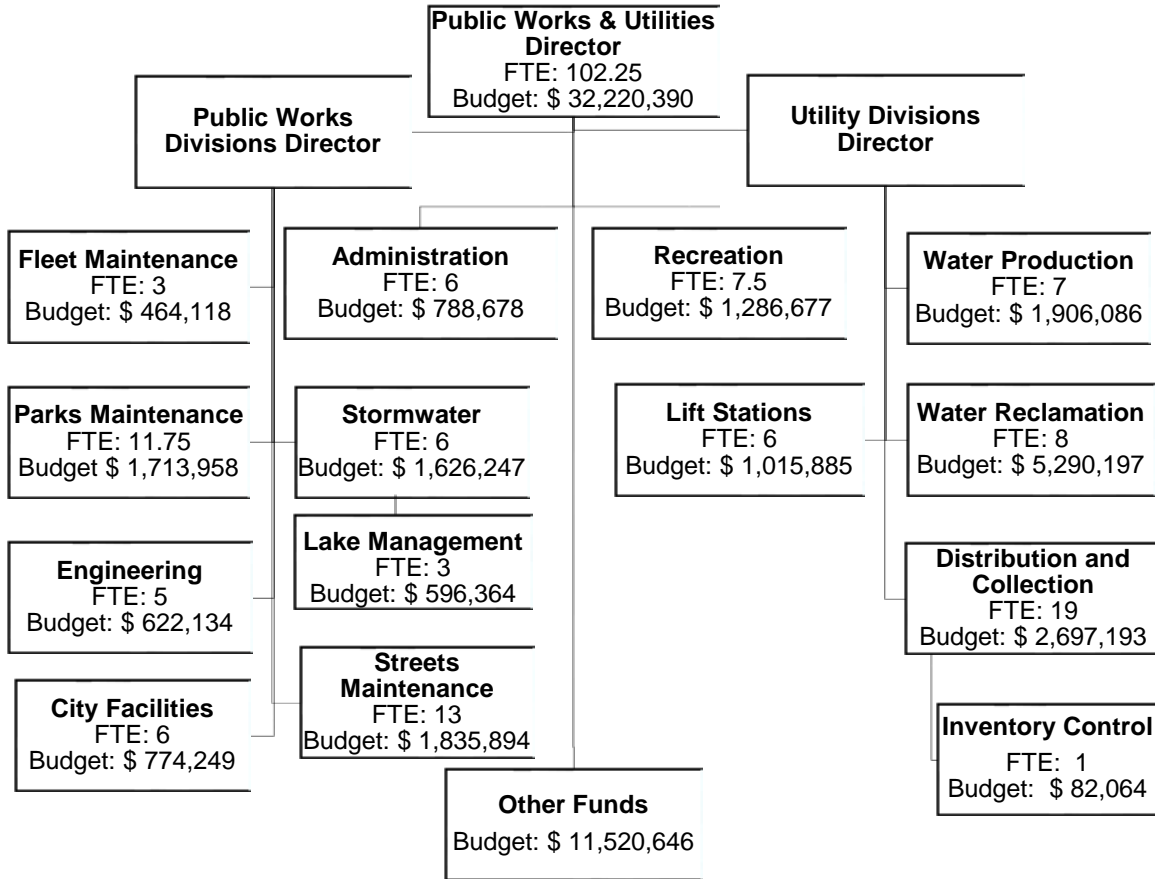 Public Works & Utilities
Director
FTE: 102.25
Budget: $ 32,220,390
Public Works
Divisions Director
Utility Divisions
Director
Fleet Maintenance
FTE: 3
Budget: $ 464,118
Administration
FTE: 6
Budget: $ 788,678
Recreation
FTE: 7.5
Budget: $ 1,286,677
Water Production
FTE: 7
Budget: $ 1,906,086
Parks Maintenance
FTE: 11.75
Budget $ 1,713,958
Stormwater
FTE: 6
Budget: $ 1,626,247
Lift Stations
FTE: 6
Budget: $ 1,015,885
Water Reclamation
FTE: 8
Budget: $ 5,290,197
Engineering
FTE: 5
Budget: $ 622,134
Lake Management
FTE: 3
Budget: $ 596,364
Distribution and
Collection
FTE: 19
Budget: $ 2,697,193
City Facilities
FTE: 6
Budget: $ 774,249
Streets
Maintenance
FTE: 13
Budget: $ 1,835,894
Inventory Control
FTE: 1
Budget: $ 82,064
Other Funds
Budget: $ 11,520,646